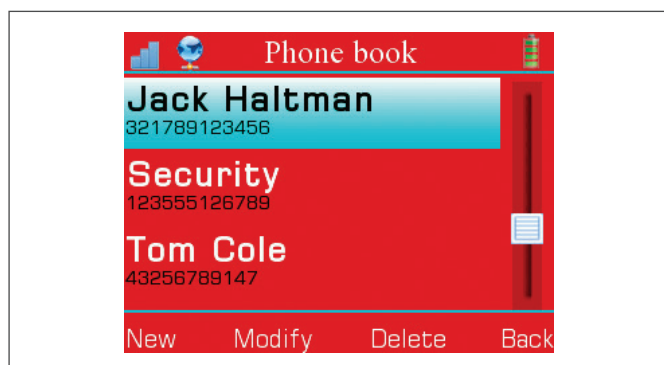 Phone book
Jack Haltman
321789123456
Security
123555126789
Tom Cole
43256789147
New Modify Delete Back